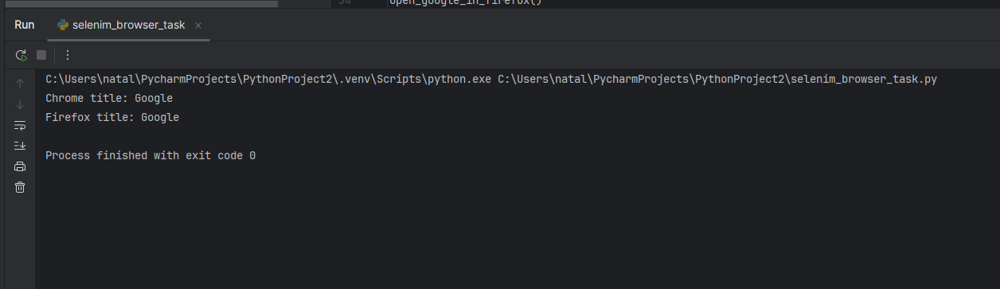 34 open_google_in_firefox()
Run selenim_browser_task
C:\Users\natal\PycharmProjects\PythonProject2\.venv\Scripts\python.exe C:\Users\natal\PycharmProjects\PythonProject2\selenim_browser_task.py
Chrome title: Google
Firefox title: Google
Process finished with exit code 0